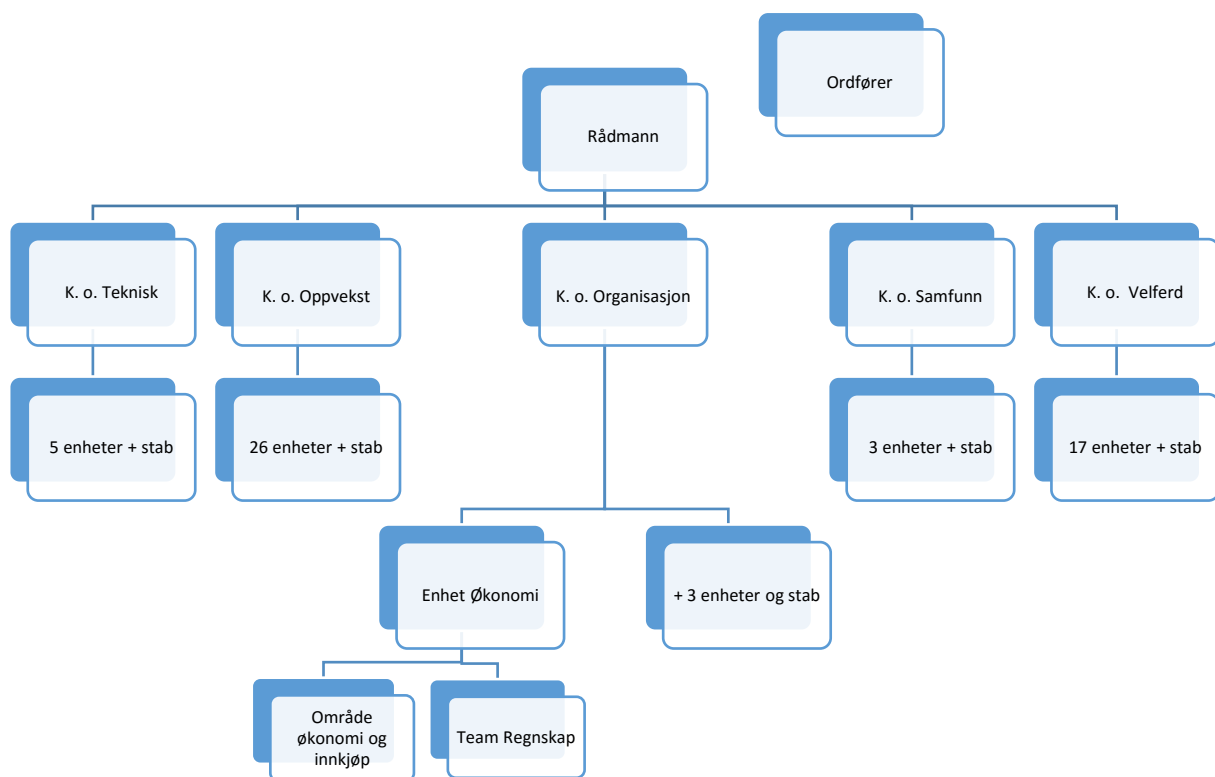 Ordfører
Rådmann
K. o. Teknisk
K. o. Oppvekst
K. o. Organisasjon
K. o. Samfunn
K. o.  Velferd
5 enheter + stab
26 enheter + stab
3 enheter + stab
17 enheter + stab
Enhet Økonomi
+ 3 enheter og stab
Område
økonomi og
innkjøp
Team Regnskap